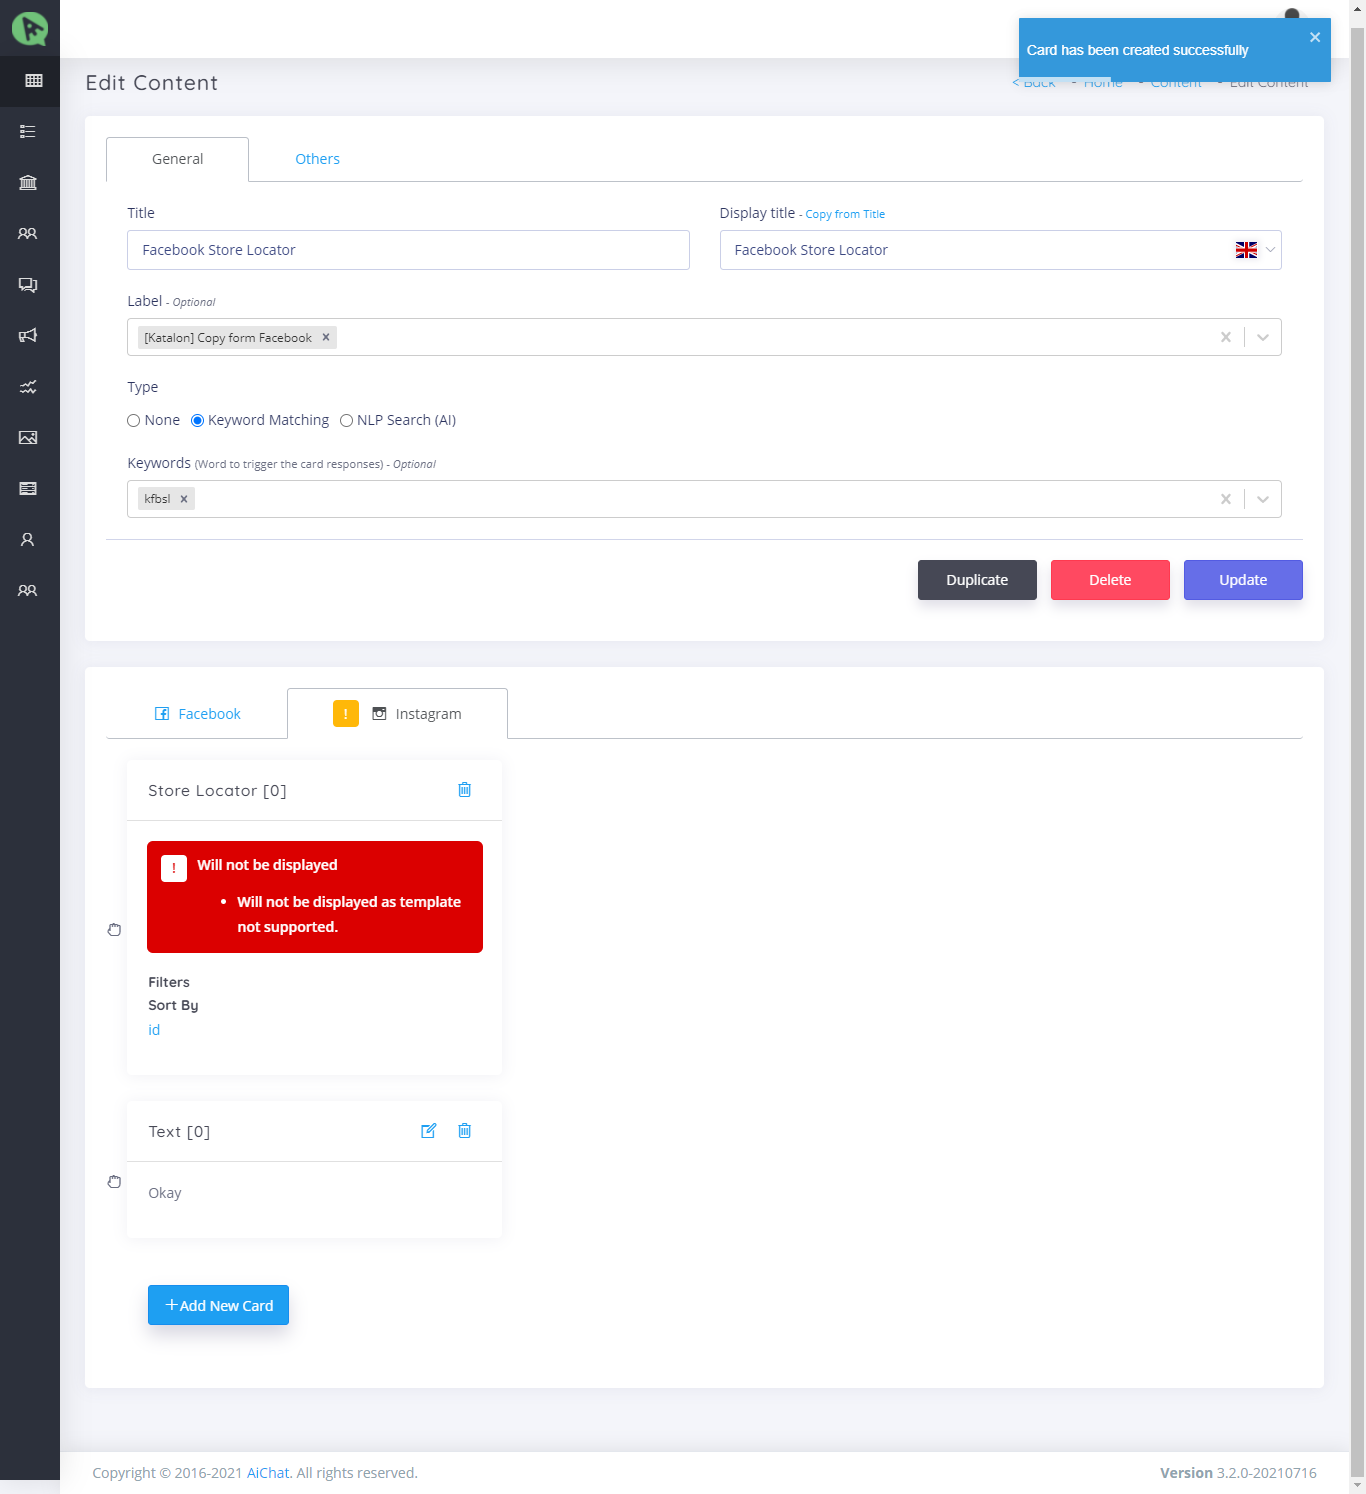 Card has been created successfully
Edit Content
< Back - Home - Content - Edit Content
General
Others
Title
Display title - Copy from Title
Facebook Store Locator
Facebook Store Locator
Label - Optional
[Katalon] Copy form Facebook
Type
None
Keyword Matching
NLP Search (AI)
Keywords (Word to trigger the card responses) - Optional
kfbsl
Duplicate
Delete
Update
Facebook
! Instagram
Store Locator [0]
! Will not be displayed
• Will not be displayed as template
not supported.
Filters
Sort By
id
Text [0]
Okay
+Add New Card
Copyright © 2016-2021 AiChat. All rights reserved.
Version 3.2.0-20210716